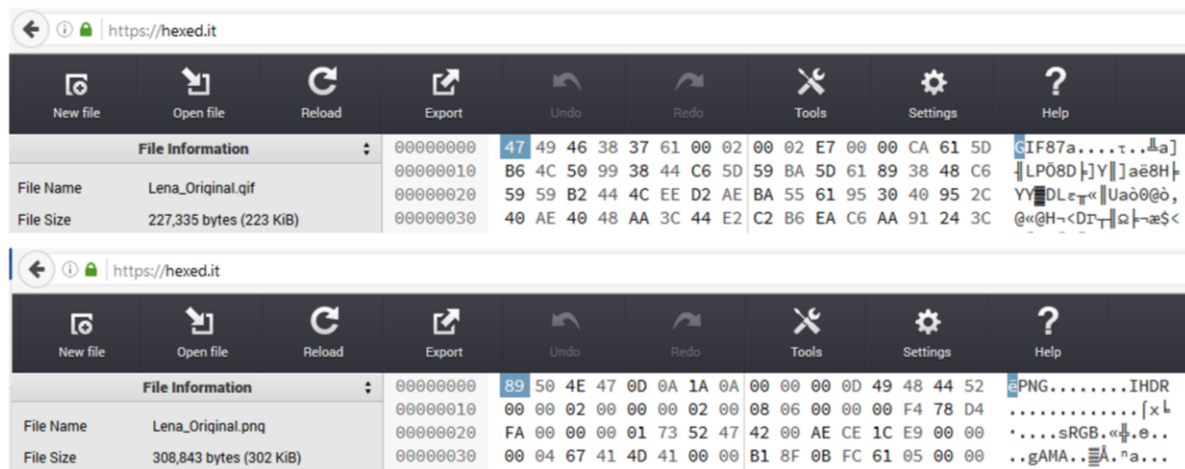 https://hexed.it
New file Open file Reload Export Undo Redo Tools Settings Help
File Information 00000000 47 49 46 38 37 61 00 02 00 02 E7 00 00 CA 61 5D GIF87a....τ..╩a]
00000010 B6 4C 50 99 38 44 C6 5D 59 BA 5D 61 89 38 48 C6 ╢LPÖ8D╞]Y║]aë8H╞
File Name Lena_Original.gif 00000020 59 59 B2 44 4C EE D2 AE BA 55 61 95 30 40 95 2C YY▓DLε╥«║Uaò0@ò,
File Size 227,335 bytes (223 KiB) 00000030 40 AE 40 48 AA 3C 44 E2 C2 B6 EA C6 AA 91 24 3C @«@H¬<DΓ┬╢Ω╞¬æ$<
https://hexed.it
New file Open file Reload Export Undo Redo Tools Settings Help
File Information 00000000 89 50 4E 47 0D 0A 1A 0A 00 00 00 0D 49 48 44 52 ëPNG........IHDR
00000010 00 00 02 00 00 00 02 00 08 06 00 00 00 F4 78 D4 .............⌠x╘
File Name Lena_Original.png 00000020 FA 00 00 00 01 73 52 47 42 00 AE CE 1C E9 00 00 ·....sRGB.«╬.Θ..
File Size 308,843 bytes (302 KiB) 00000030 00 04 67 41 4D 41 00 00 B1 8F 0B FC 61 05 00 00 ..gAMA..▒Å.ⁿa...